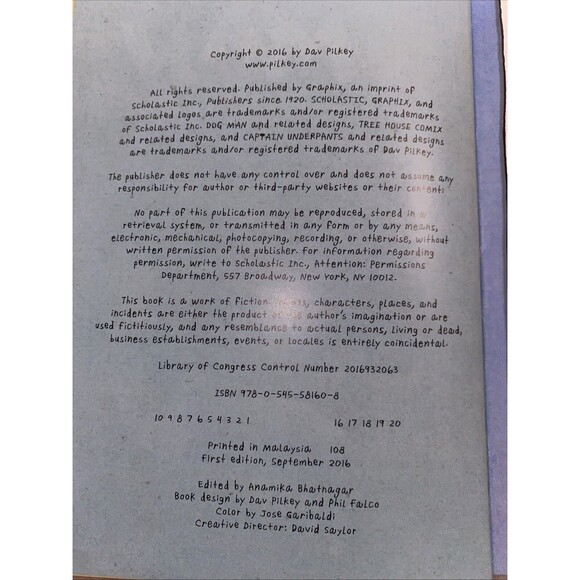 Copyright © 2016 by Dav Pilkey
www.pilkey.com
All rights reserved. Published by Graphix, an imprint of
Scholastic Inc., Publishers since 1920. SCHOLASTIC, GRAPHIX, and
associated logos are trademarks and/or registered trademarks
of Scholastic Inc. DOG MAN and related designs, TREE HOUSE COMIX
and related designs, and CAPTAIN UNDERPANTS and related designs
are trademarks and/or registered trademarks of Dav Pilkey.
The publisher does not have any control over and does not assume any
responsibility for author or third-party websites or their content.
No part of this publication may be reproduced, stored in a
retrieval system, or transmitted in any form or by any means,
electronic, mechanical, photocopying, recording, or otherwise, without
written permission of the publisher. For information regarding
permission, write to Scholastic Inc., Attention: Permissions
Department, 557 Broadway, New York, NY 10012.
This book is a work of fiction. characters, places, and
incidents are either the product of the author's imagination or are
used fictitiously, and any resemblance to actual persons, living or dead,
business establishments, events, or locales is entirely coincidental.
Library of Congress Control Number 2016932063
ISBN 978-0-545-58160-8
10 9 8 7 6 5 4 3 2 1 16 17 18 19 20
Printed in Malaysia 108
First edition, September 2016
Edited by Anamika Bhatnagar
Book design by Dav Pilkey and Phil Falco
Color by Jose Garibaldi
Creative Director: David Saylor